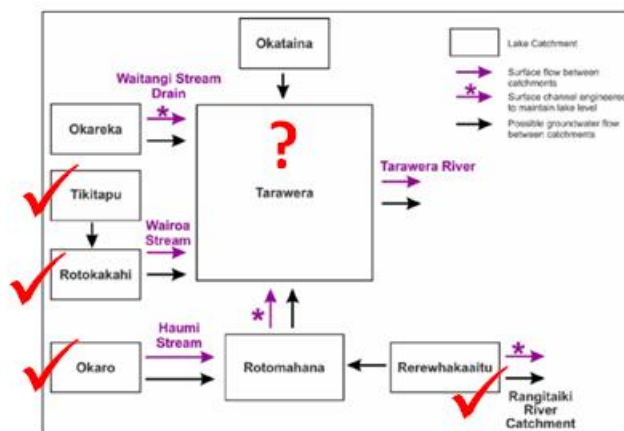 Okataina
Lake Catchment
Waitangi Stream
Drain
*
Surface flow between
catchments
*
Surface channel engineered
to maintain lake level
Possible groundwater flow
between catchments
Okareka
?
Tarawera
Tarawera River
Tikitapu
Wairoa
Stream
Rotokakahi
*
Haumi
Stream
Okaro
Rotomahana
Rerewhakaaitu
*
Rangitaiki
River
Catchment